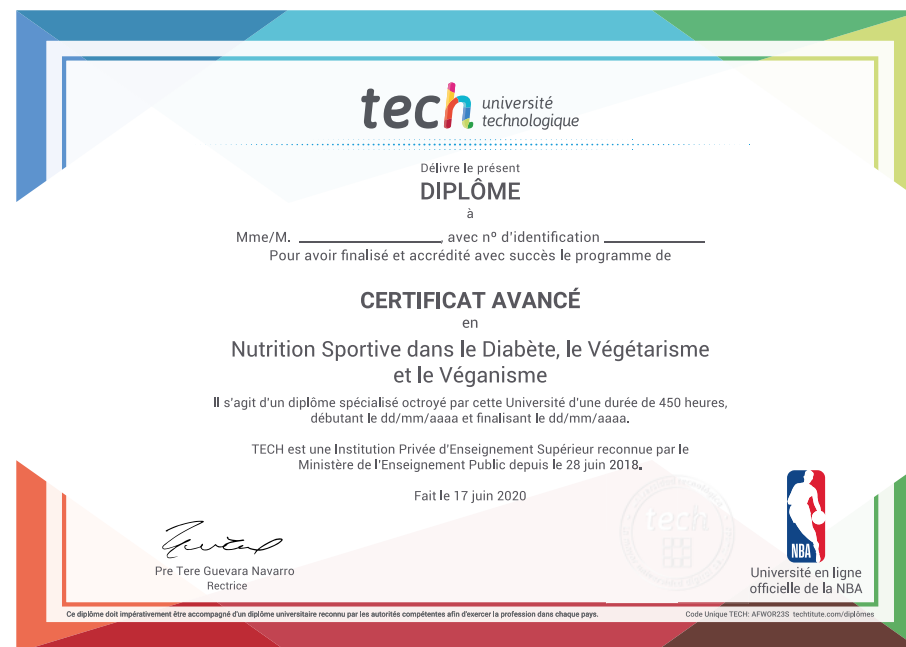 tech université
technologique
Délivre le présent
DIPLÔME
à
Mme/M. ____________________, avec nº d'identification ______________
Pour avoir finalisé et accrédité avec succès le programme de
CERTIFICAT AVANCÉ
en
Nutrition Sportive dans le Diabète, le Végétarisme
et le Véganisme
Il s'agit d'un diplôme spécialisé octroyé par cette Université d'une durée de 450 heures,
débutant le dd/mm/aaaa et finalisant le dd/mm/aaaa.
TECH est une Institution Privée d'Enseignement Supérieur reconnue par le
Ministère de l'Enseignement Public depuis le 28 juin 2018.
Fait le 17 juin 2020
tech
Pre Tere Guevara Navarro
Rectrice
NBA
Université en ligne
officielle de la NBA
Ce diplôme doit impérativement être accompagné d'un diplôme universitaire reconnu par les autorités compétentes afin d'exercer la profession dans chaque pays.
Code Unique TECH: AFWOR23S techtitute.com/diplômes